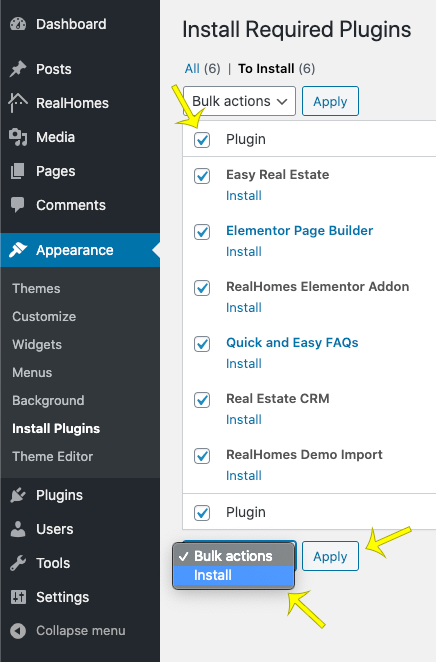 Dashboard
Posts
RealHomes
Media
Pages
Comments
Appearance
Themes
Customize
Widgets
Menus
Background
Install Plugins
Theme Editor
Plugins
Users
Tools
Settings
Collapse menu
Install Required Plugins
All (6) | To Install (6)
Bulk actions Apply
Plugin
Easy Real Estate
Install
Elementor Page Builder
Install
RealHomes Elementor Addon
Install
Quick and Easy FAQs
Install
Real Estate CRM
Install
RealHomes Demo Import
Install
Plugin
Bulk actions Apply
Install